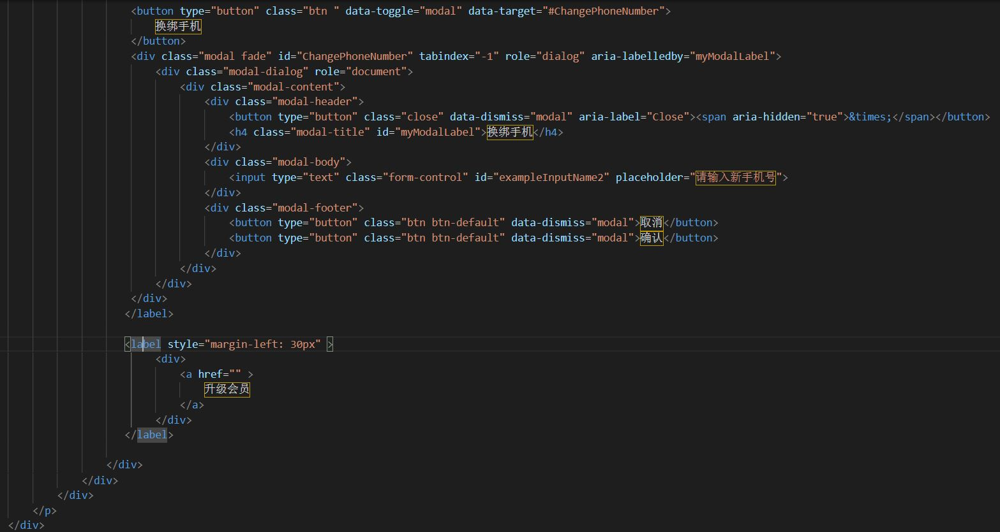 <button type="button" class="btn " data-toggle="modal" data-target="#ChangePhoneNumber">
换绑手机
</button>
<div class="modal fade" id="ChangePhoneNumber" tabindex="-1" role="dialog" aria-labelledby="myModalLabel">
<div class="modal-dialog" role="document">
<div class="modal-content">
<div class="modal-header">
<button type="button" class="close" data-dismiss="modal" aria-label="Close"><span aria-hidden="true">&times;</span></button>
<h4 class="modal-title" id="myModalLabel">换绑手机</h4>
</div>
<div class="modal-body">
<input type="text" class="form-control" id="exampleInputName2" placeholder="请输入新手机号">
</div>
<div class="modal-footer">
<button type="button" class="btn btn-default" data-dismiss="modal">取消</button>
<button type="button" class="btn btn-default" data-dismiss="modal">确认</button>
</div>
</div>
</div>
</div>
</label>
<label style="margin-left: 30px" >
<div>
<a href="" >
升级会员
</a>
</div>
</label>
</div>
</div>
</div>
</p>
</div>